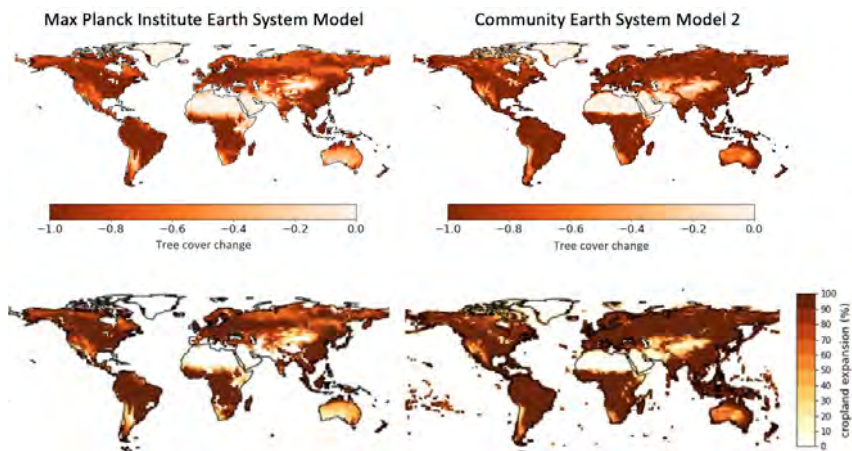 Max Planck Institute Earth System Model
Community Earth System Model 2
−1.0 −0.8 −0.6 −0.4 −0.2 0.0
Tree cover change
−1.0 −0.8 −0.6 −0.4 −0.2 0.0
Tree cover change
100
90
80
70
60
50
40
30
20
10
0
cropland expansion (%)